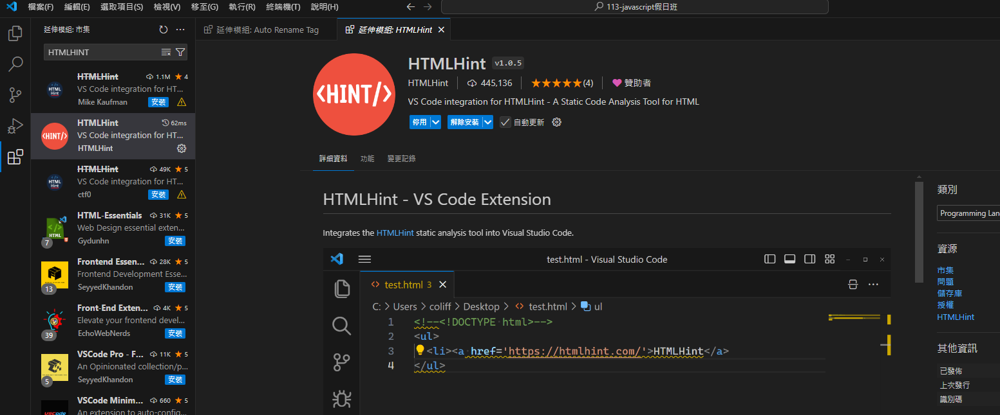 檔案(F) 編輯(E) 選取項目(S) 檢視(V) 移至(G) 執行(R) 終端機(T) 說明(H) 113-javascript假日班
延伸模組: 市集
延伸模組: Auto Rename Tag
延伸模組: HTMLHint
HTMLHINT
HTMLHint 1.1M 4
VS Code integration for HT...
Mike Kaufman 安裝
HTMLHint 62ms
VS Code integration for HT...
HTMLHint
HTMLHint 49K 5
VS Code integration for HT...
ctf0 安裝
HTML-Essentials 31K 5
Web Design essential exten...
7 Gydunhn 安裝
Frontend Essen... 28K 5
Frontend Development Esse...
13 SeyyedKhandon 安裝
Front-End Exten... 4K 5
Elevate your frontend devel...
39 EchoWebNerds 安裝
VSCode Pro - F... 11K 5
An Opinionated collection/p...
5 SeyyedKhandon 安裝
VSCode Minim... 660 5
An extension to auto-config...
<HINT/>
HTMLHint v1.0.5
HTMLHint 445,136 (4) 贊助者
VS Code integration for HTMLHint - A Static Code Analysis Tool for HTML
停用 解除安裝 自動更新
詳細資料 功能 變更記錄
HTMLHint - VS Code Extension
Integrates the HTMLHint static analysis tool into Visual Studio Code.
test.html - Visual Studio Code
test.html 3
C: > Users > coliff > Desktop > test.html > ul
1 <!--<!DOCTYPE html>-->
2 <ul>
3 <li><a href='https://htmlhint.com/'>HTMLHint</a>
4 </ul>
類別
Programming Lan
資源
市集
問題
儲存庫
授權
HTMLHint
其他資訊
已發佈
上次發行
識別碼